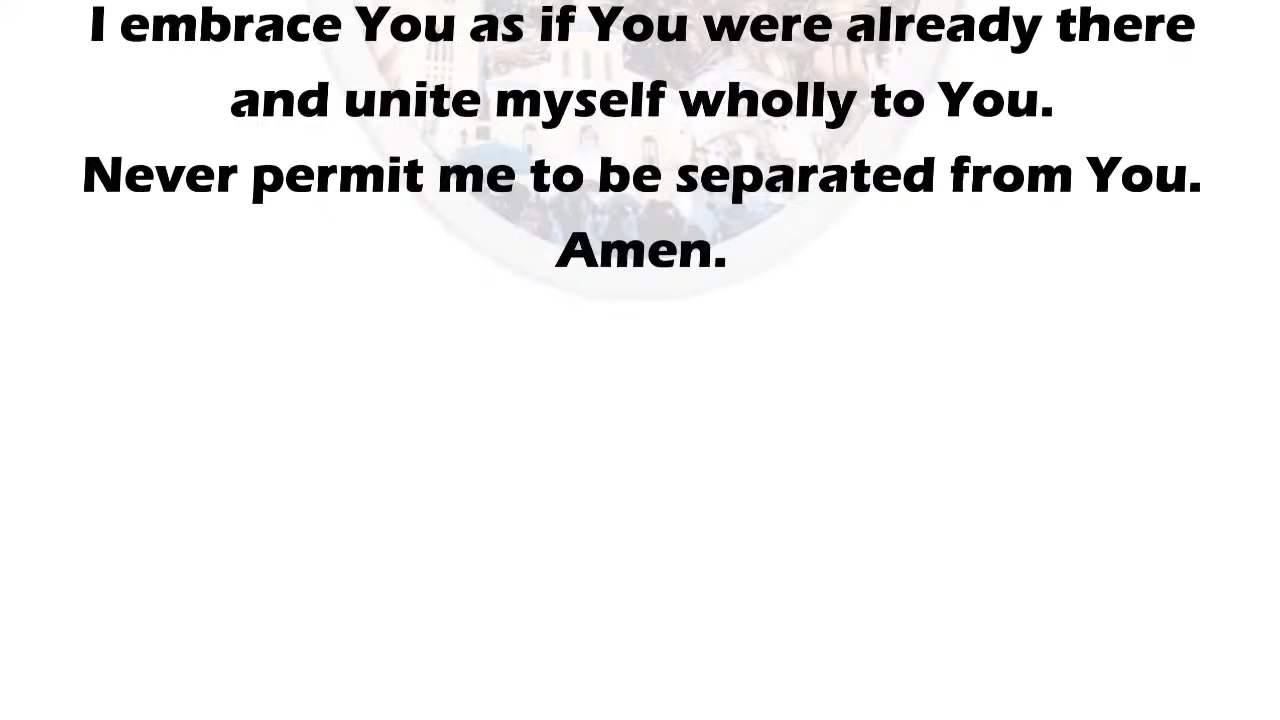 I embrace You as if You were already there
and unite myself wholly to You.
Never permit me to be separated from You.
Amen.